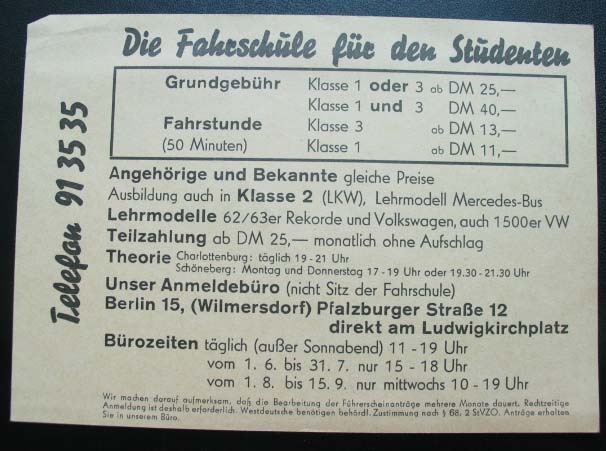 Die Fahrschule für den Studenten
Telefon 91 35 35
Grundgebühr Klasse 1 oder 3 ab DM 25,—
Klasse 1 und 3 DM 40,—
Fahrstunde Klasse 3 ab DM 13,—
(50 Minuten) Klasse 1 ab DM 11,—
Angehörige und Bekannte gleiche Preise
Ausbildung auch in Klasse 2 (LKW), Lehrmodell Mercedes-Bus
Lehrmodelle 62/63er Rekorde und Volkswagen, auch 1500er VW
Teilzahlung ab DM 25,— monatlich ohne Aufschlag
Theorie Charlottenburg: täglich 19 - 21 Uhr
Schöneberg: Montag und Donnerstag 17 - 19 Uhr oder 19.30 - 21.30 Uhr
Unser Anmeldebüro (nicht Sitz der Fahrschule)
Berlin 15, (Wilmersdorf) Pfalzburger Straße 12
direkt am Ludwigkirchplatz
Bürozeiten täglich (außer Sonnabend) 11 - 19 Uhr
vom 1. 6. bis 31. 7. nur 15 - 18 Uhr
vom 1. 8. bis 15. 9. nur mittwochs 10 - 19 Uhr
Wir machen darauf aufmerksam, daß die Bearbeitung der Führerscheinanträge mehrere Monate dauert. Rechtzeitige
Anmeldung ist deshalb erforderlich. Westdeutsche benötigen behördl. Zustimmung nach § 68, 2 StVZO. Anträge erhalten
Sie in unserem Büro.